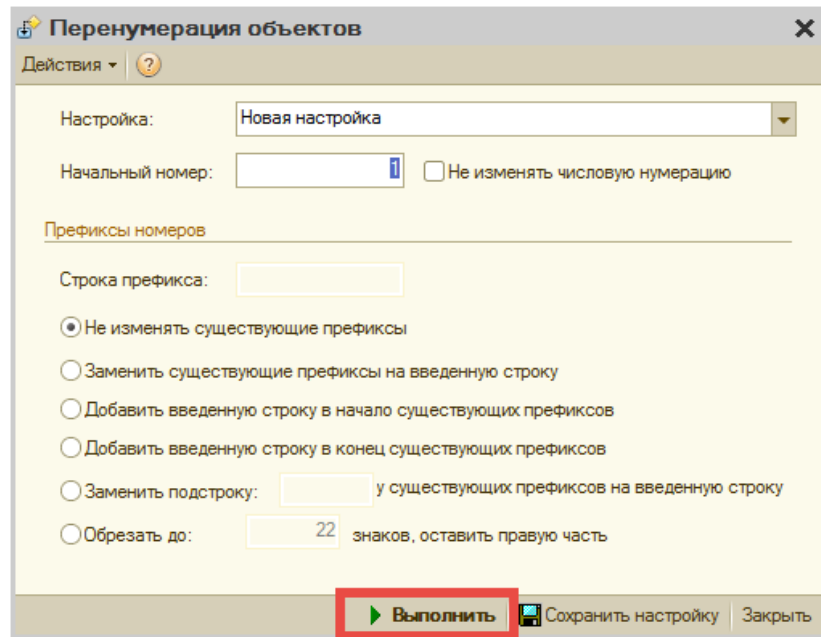 Перенумерация объектов
Действия
Настройка: Новая настройка
Начальный номер: 1 Не изменять числовую нумерацию
Префиксы номеров
Строка префикса:
Не изменять существующие префиксы
Заменить существующие префиксы на введенную строку
Добавить введенную строку в начало существующих префиксов
Добавить введенную строку в конец существующих префиксов
Заменить подстроку: у существующих префиксов на введенную строку
Обрезать до: 22 знаков, оставить правую часть
Выполнить Сохранить настройку Закрыть